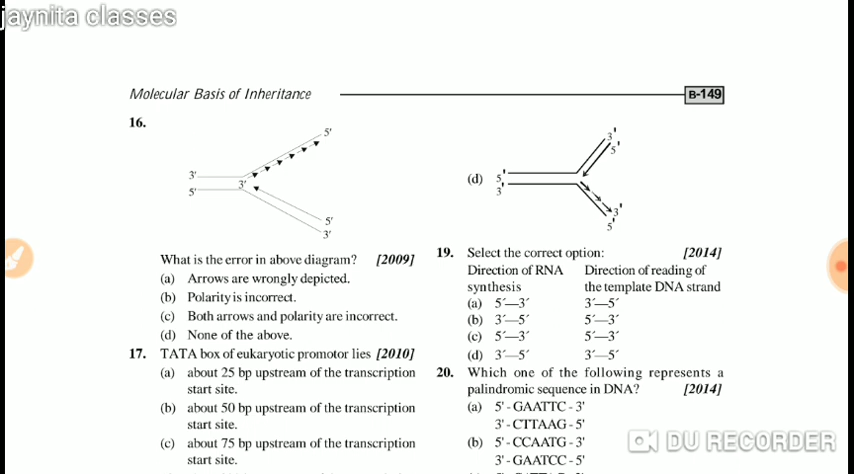 jaynita classes
Molecular Basis of Inheritance
B-149
16.
5'
3'
5'
3'
5'
3'
What is the error in above diagram? [2009]
(a) Arrows are wrongly depicted.
(b) Polarity is incorrect.
(c) Both arrows and polarity are incorrect.
(d) None of the above.
17. TATA box of eukaryotic promotor lies [2010]
(a) about 25 bp upstream of the transcription
start site.
(b) about 50 bp upstream of the transcription
start site.
(c) about 75 bp upstream of the transcription
start site.
(d)
3'
5'
5'
3'
3'
5'
19. Select the correct option: [2014]
Direction of RNA Direction of reading of
synthesis the template DNA strand
(a) 5´—3´ 3´—5´
(b) 3´—5´ 5´—3´
(c) 5´—3´ 5´—3´
(d) 3´—5´ 3´—5´
20. Which one of the following represents a
palindromic sequence in DNA? [2014]
(a) 5' - GAATTC - 3'
3' - CTTAAG - 5'
(b) 5' - CCAATG - 3'
3' - GAATCC - 5'
DU RECORDER